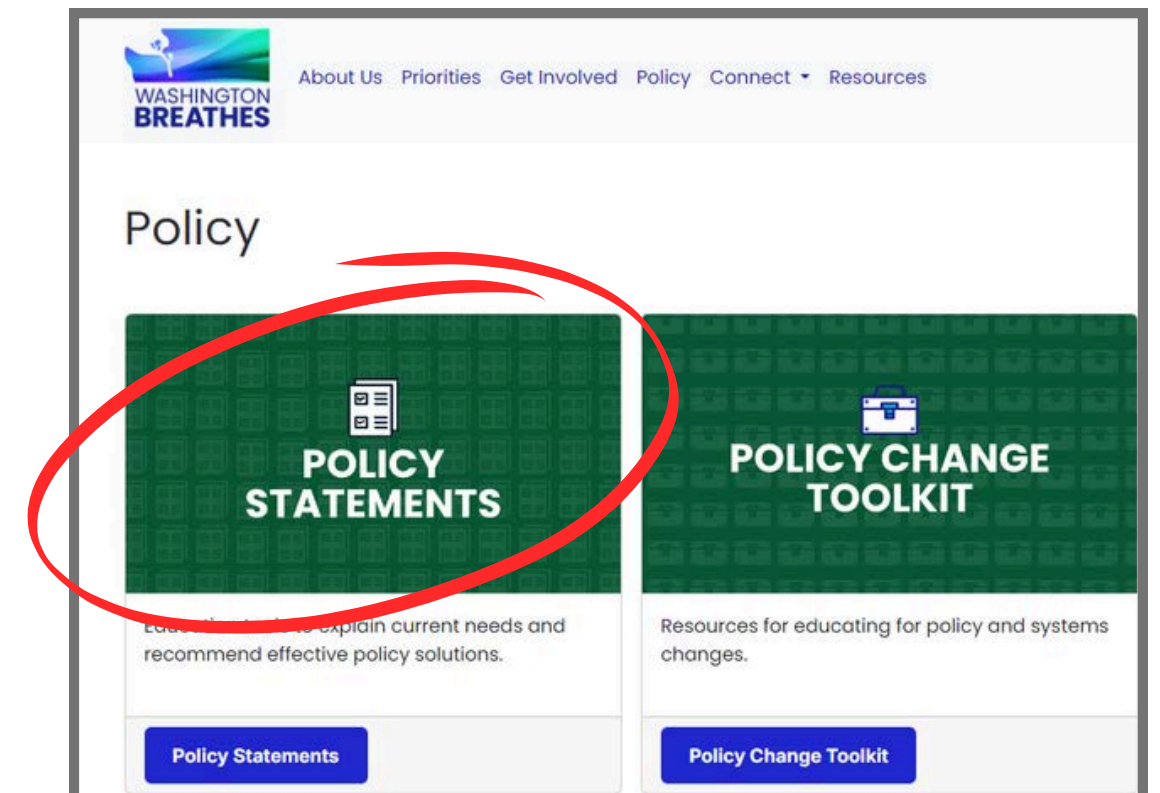 WASHINGTON
BREATHES
About Us Priorities Get Involved Policy Connect Resources
Policy
POLICY
STATEMENTS
explain current needs and
recommend effective policy solutions.
Policy Statements
POLICY CHANGE
TOOLKIT
Resources for educating for policy and systems
changes.
Policy Change Toolkit